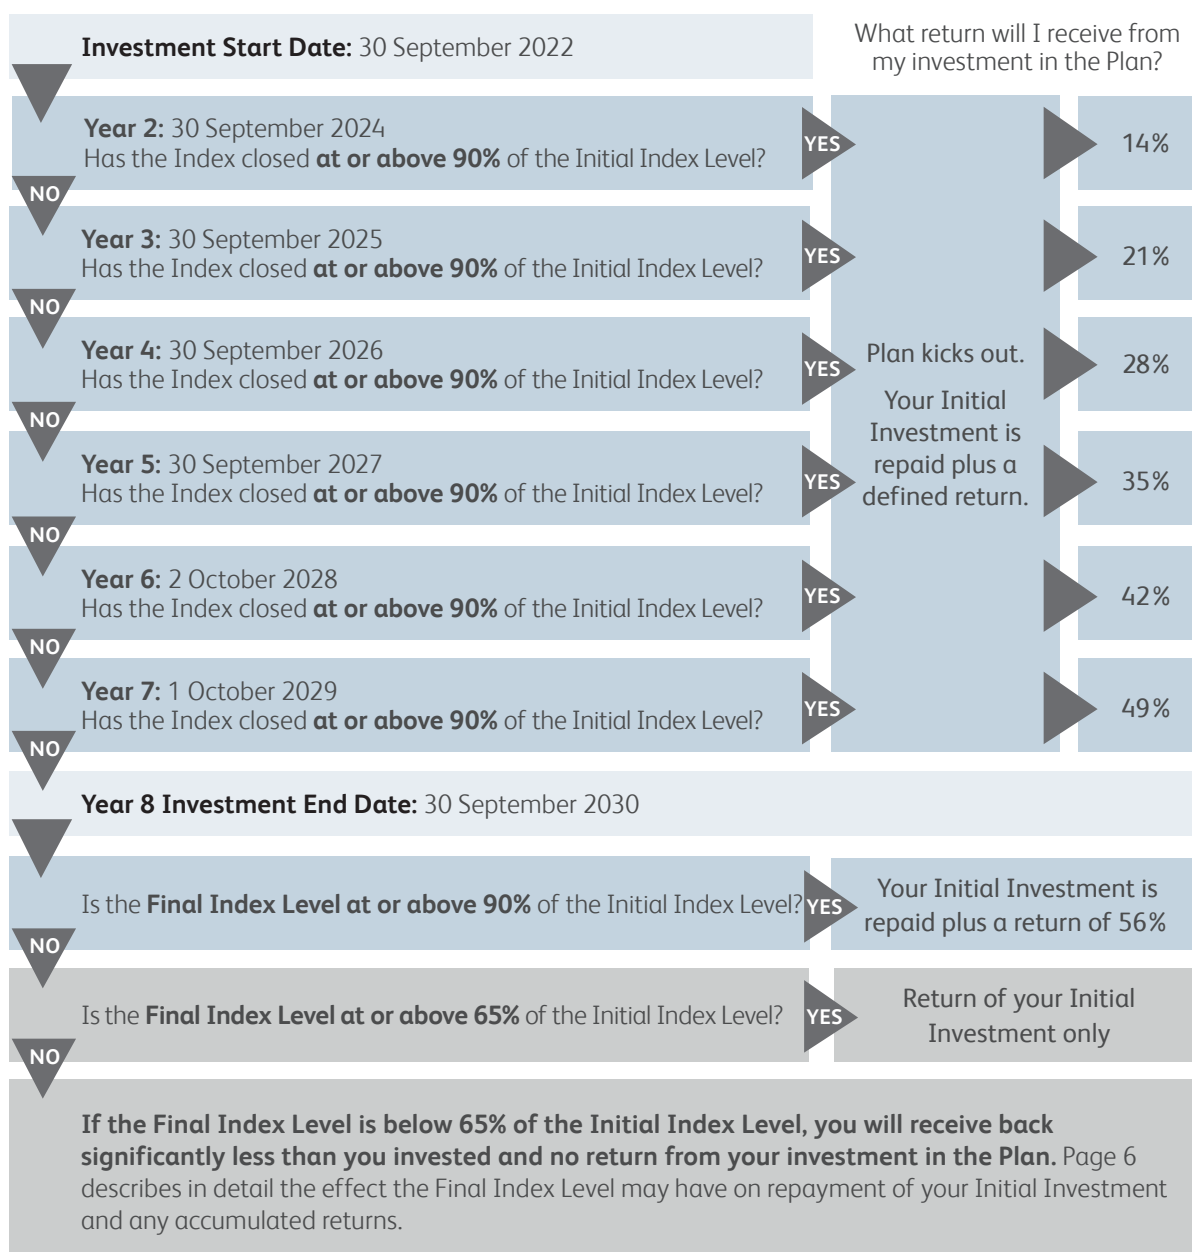 Investment Start Date: 30 September 2022
What return will I receive from
my investment in the Plan?
Year 2: 30 September 2024
Has the Index closed at or above 90% of the Initial Index Level?
YES
14%
NO
Year 3: 30 September 2025
Has the Index closed at or above 90% of the Initial Index Level?
YES
21%
NO
Year 4: 30 September 2026
Has the Index closed at or above 90% of the Initial Index Level?
YES
Plan kicks out.
Your Initial
Investment is
repaid plus a
defined return.
28%
NO
Year 5: 30 September 2027
Has the Index closed at or above 90% of the Initial Index Level?
YES
35%
NO
Year 6: 2 October 2028
Has the Index closed at or above 90% of the Initial Index Level?
YES
42%
NO
Year 7: 1 October 2029
Has the Index closed at or above 90% of the Initial Index Level?
YES
49%
NO
Year 8 Investment End Date: 30 September 2030
Is the Final Index Level at or above 90% of the Initial Index Level?
YES
Your Initial Investment is
repaid plus a return of 56%
NO
Is the Final Index Level at or above 65% of the Initial Index Level?
YES
Return of your Initial
Investment only
NO
If the Final Index Level is below 65% of the Initial Index Level, you will receive back
significantly less than you invested and no return from your investment in the Plan. Page 6
describes in detail the effect the Final Index Level may have on repayment of your Initial Investment
and any accumulated returns.